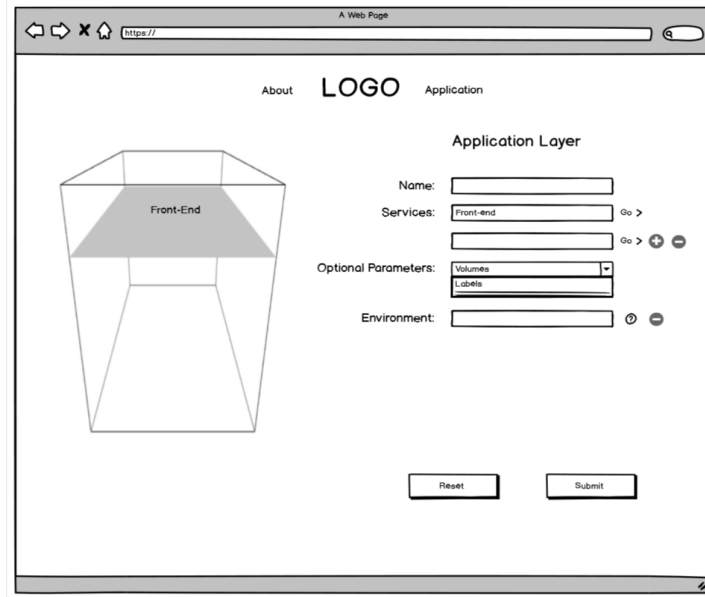 A Web Page
https://
About LOGO Application
Application Layer
Front-End
Name:
Services: Front-end Go >
Go >
Optional Parameters: Volumes
Labels
Environment:
Reset Submit